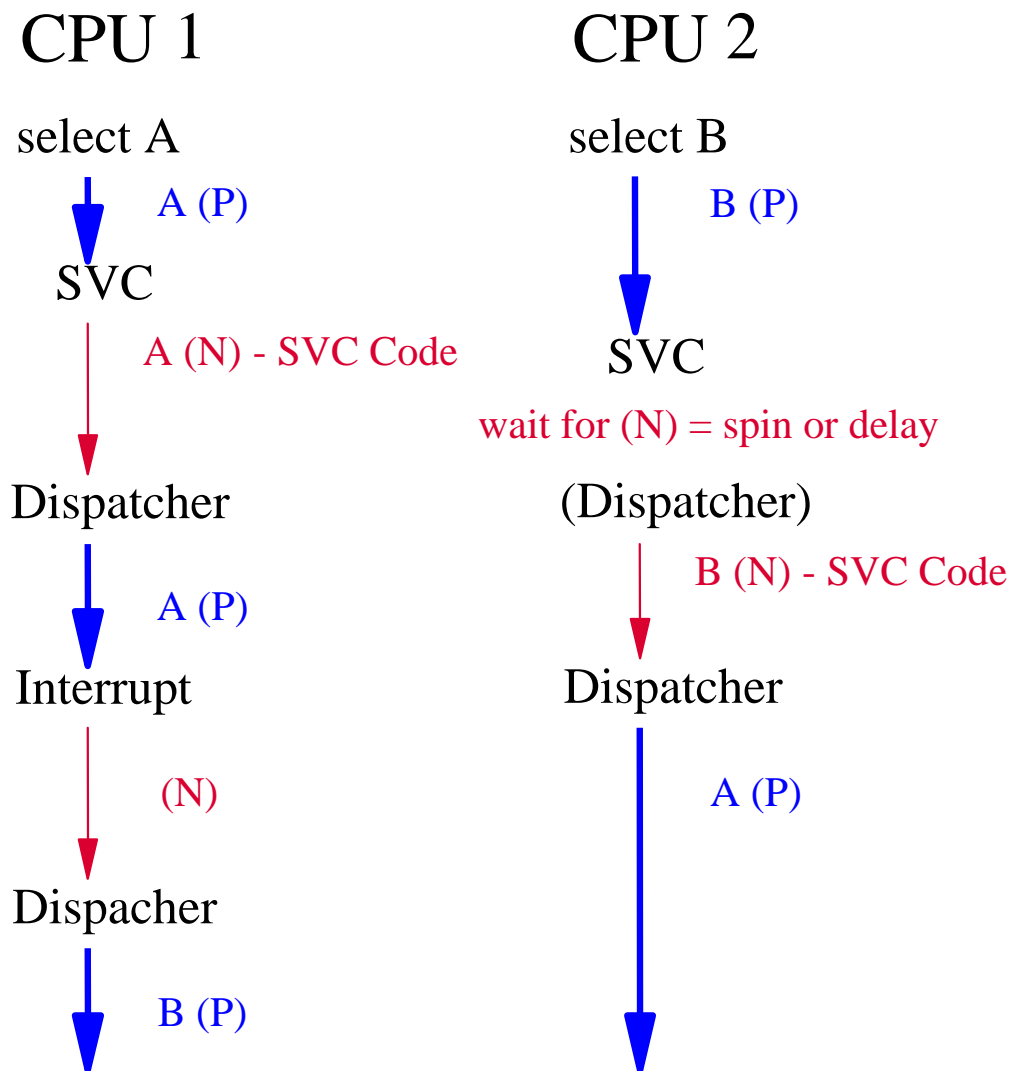 CPU 1
select A
A (P)
SVC
A (N) - SVC Code
Dispatcher
A (P)
Interrupt
(N)
Dispacher
B (P)
CPU 2
select B
B (P)
SVC
wait for (N) = spin or delay
(Dispatcher)
B (N) - SVC Code
Dispatcher
A (P)